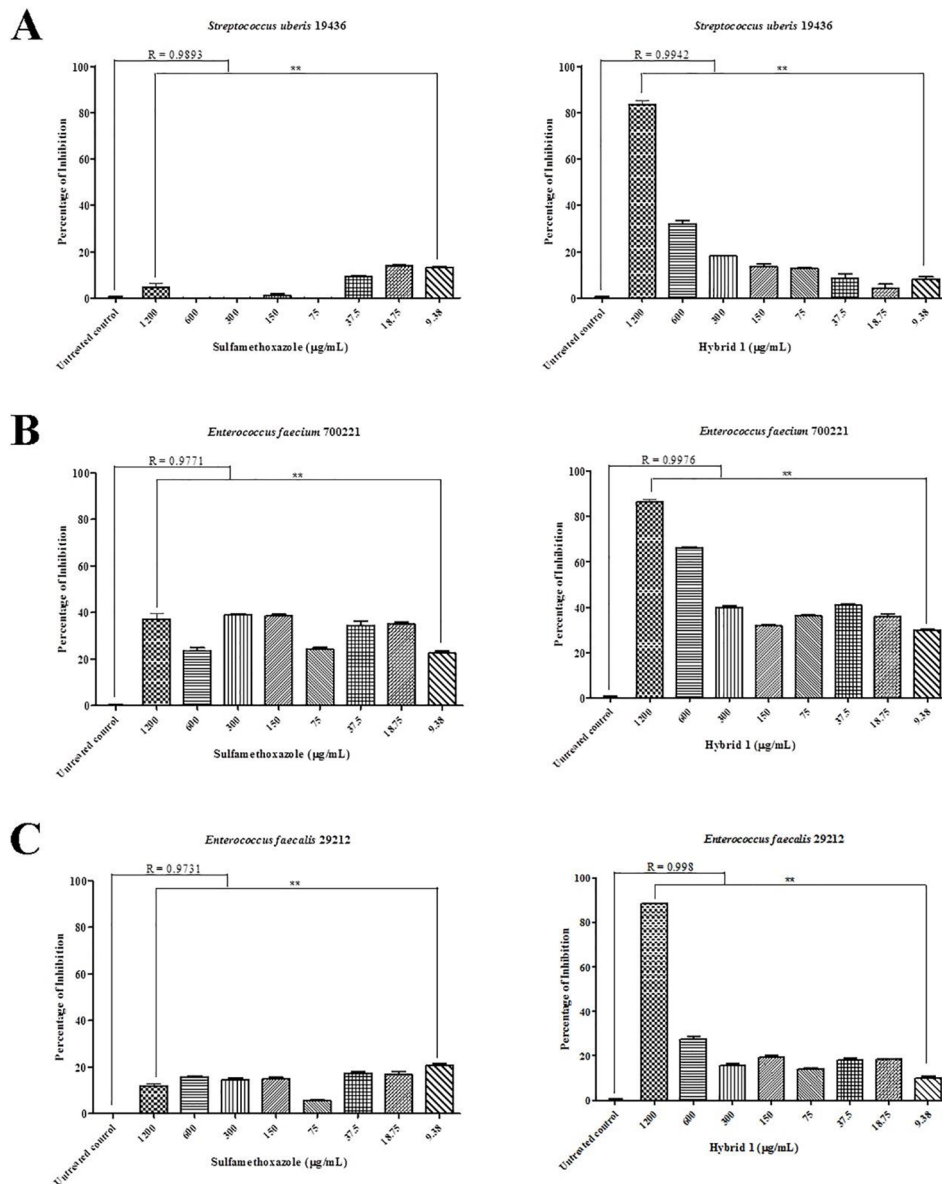 A
Streptococcus uberis 19436
R = 0.9893
**
100
80
60
40
20
0
Percentage of Inhibition
Untreated control
1200
600
300
150
75
37.5
18.75
9.38
Sulfamethoxazole (µg/mL)
Streptococcus uberis 19436
R = 0.9942
**
100
80
60
40
20
0
Percentage of Inhibition
Untreated control
1200
600
300
150
75
37.5
18.75
9.38
Hybrid 1 (µg/mL)
B
Enterococcus faecium 700221
R = 0.9771
**
100
80
60
40
20
0
Percentage of Inhibition
Untreated control
1200
600
300
150
75
37.5
18.75
9.38
Sulfamethoxazole (µg/mL)
Enterococcus faecium 700221
R = 0.9976
**
100
80
60
40
20
0
Percentage of Inhibition
Untreated control
1200
600
300
150
75
37.5
18.75
9.38
Hybrid 1 (µg/mL)
C
Enterococcus faecalis 29212
R = 0.9731
**
100
80
60
40
20
0
Percentage of Inhibition
Untreated control
1200
600
300
150
75
37.5
18.75
9.38
Sulfamethoxazole (µg/mL)
Enterococcus faecalis 29212
R = 0.998
**
100
80
60
40
20
0
Percentage of Inhibition
Untreated control
1200
600
300
150
75
37.5
18.75
9.38
Hybrid 1 (µg/mL)